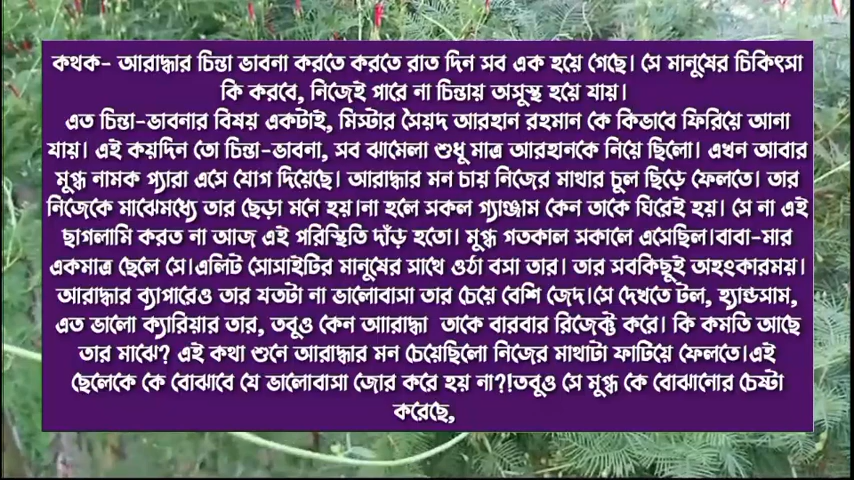 কথক- আরাদ্ধার চিন্তা ভাবনা করতে করতে রাত দিন সব এক হয়ে গেছে। সে মানুষের চিকিৎসা
কি করবে, নিজেই পারে না চিন্তায় অসুস্থ হয়ে যায়।
এত চিন্তা-ভাবনার বিষয় একটাই, মিস্টার সৈয়দ আরহান রহমান কে কিভাবে ফিরিয়ে আনা
যায়। এই কয়দিন তো চিন্তা-ভাবনা, সব ঝামেলা শুধু মাত্র আরহানকে নিয়ে ছিলো। এখন আবার
মুগ্ধ নামক প্যারা এসে যোগ দিয়েছে। আরাদ্ধার মন চায় নিজের মাথার চুল ছিড়ে ফেলতে। তার
নিজেকে মাঝেমধ্যে তার ছেড়া মনে হয়।না হলে সকল প্যাঞ্জাম কেন তাকে ঘিরেই হয়। সে না এই
ছাগলামি করত না আজ এই পরিস্থিতি দাঁড় হতো। মুগ্ধ গতকাল সকালে এসেছিল।বাবা-মার
একমাত্র ছেলে সে।এলিট সোসাইটির মানুষের সাথে ওঠা বসা তার। তার সবকিছুই অহংকারময়।
আরাদ্ধার ব্যাপারেও তার যতটা না ভালোবাসা তার চেয়ে বেশি জেদ।সে দেখতে টল, হ্যান্ডসাম,
এত ভালো ক্যারিয়ার তার, তবুও কেন আারাদ্ধা তাকে বারবার রিজেক্ট করে। কি কমতি আছে
তার মাঝে? এই কথা শুনে আরাদ্ধার মন চেয়েছিলো নিজের মাথাটা ফাটিয়ে ফেলতে।এই
ছেলেকে কে বোঝাবে যে ভালোবাসা জোর করে হয় না?!তবুও সে মুগ্ধ কে বোঝানোর চেষ্টা
করেছে,